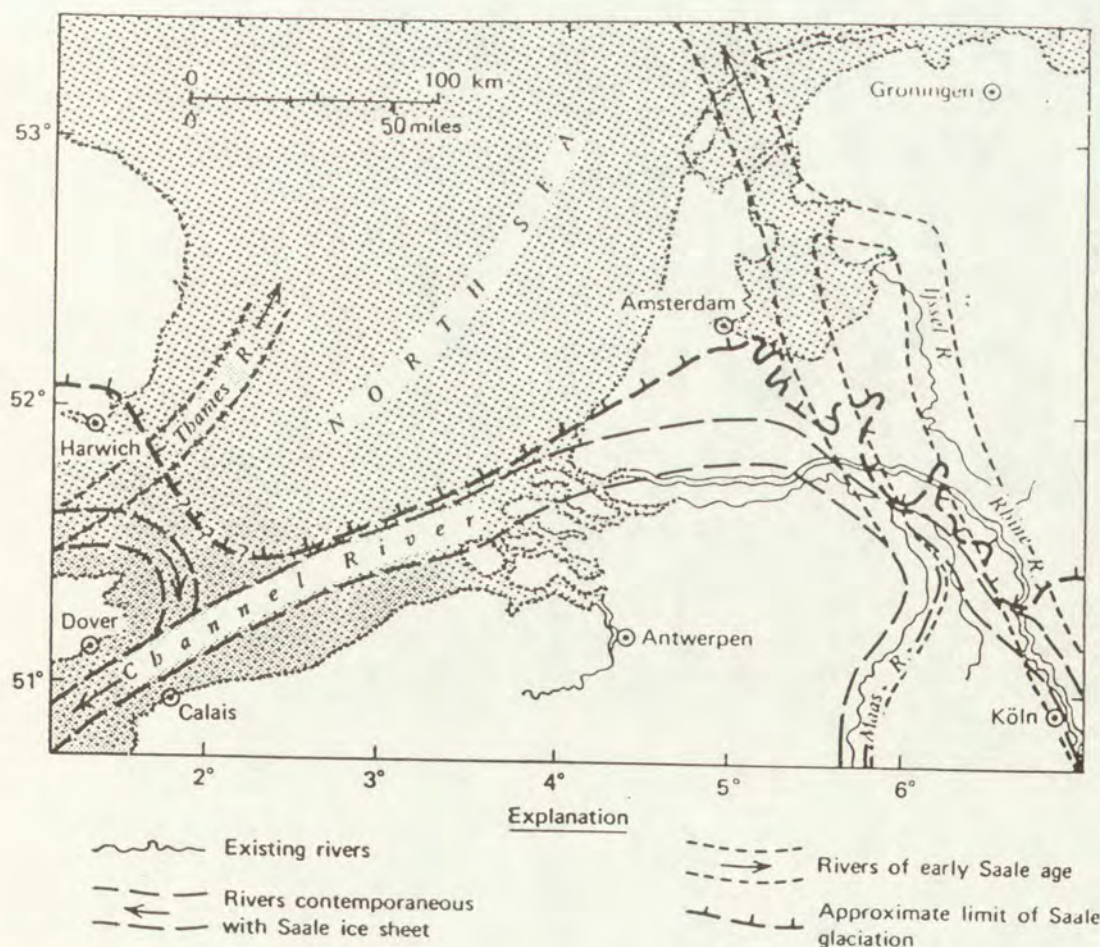 0 100 km
0 50 miles
Groningen
53°
NORTH SEA
Amsterdam
Ijssel R
52°
Thames R
Harwich
Channel River
Rhine R
Dover
Antwerpen
51°
Calais
Maas R.
Köln
2° 3° 4° 5° 6°
Explanation
Existing rivers
Rivers contemporaneous
with Saale ice sheet
Rivers of early Saale age
Approximate limit of Saale
glaciation